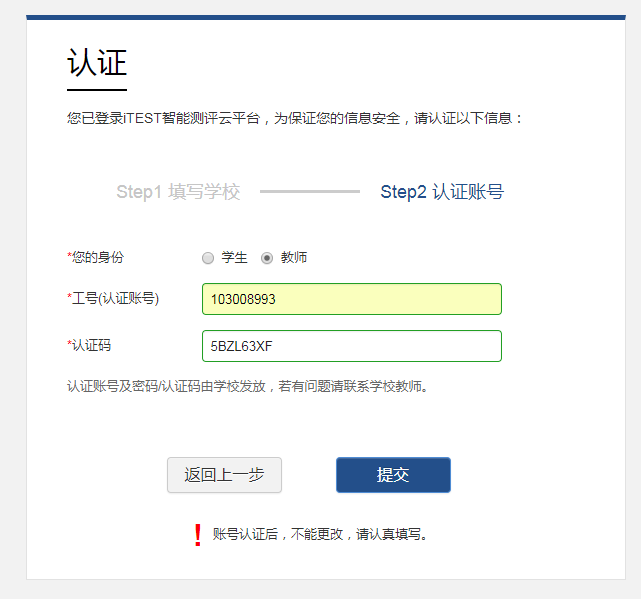 认证
您已登录iTEST智能测评云平台，为保证您的信息安全，请认证以下信息：
Step1 填写学校 Step2 认证账号
*您的身份 学生 教师
*工号(认证账号) 103008993
*认证码 5BZL63XF
认证账号及密码/认证码由学校发放，若有问题请联系学校教师。
返回上一步 提交
! 账号认证后，不能更改，请认真填写。